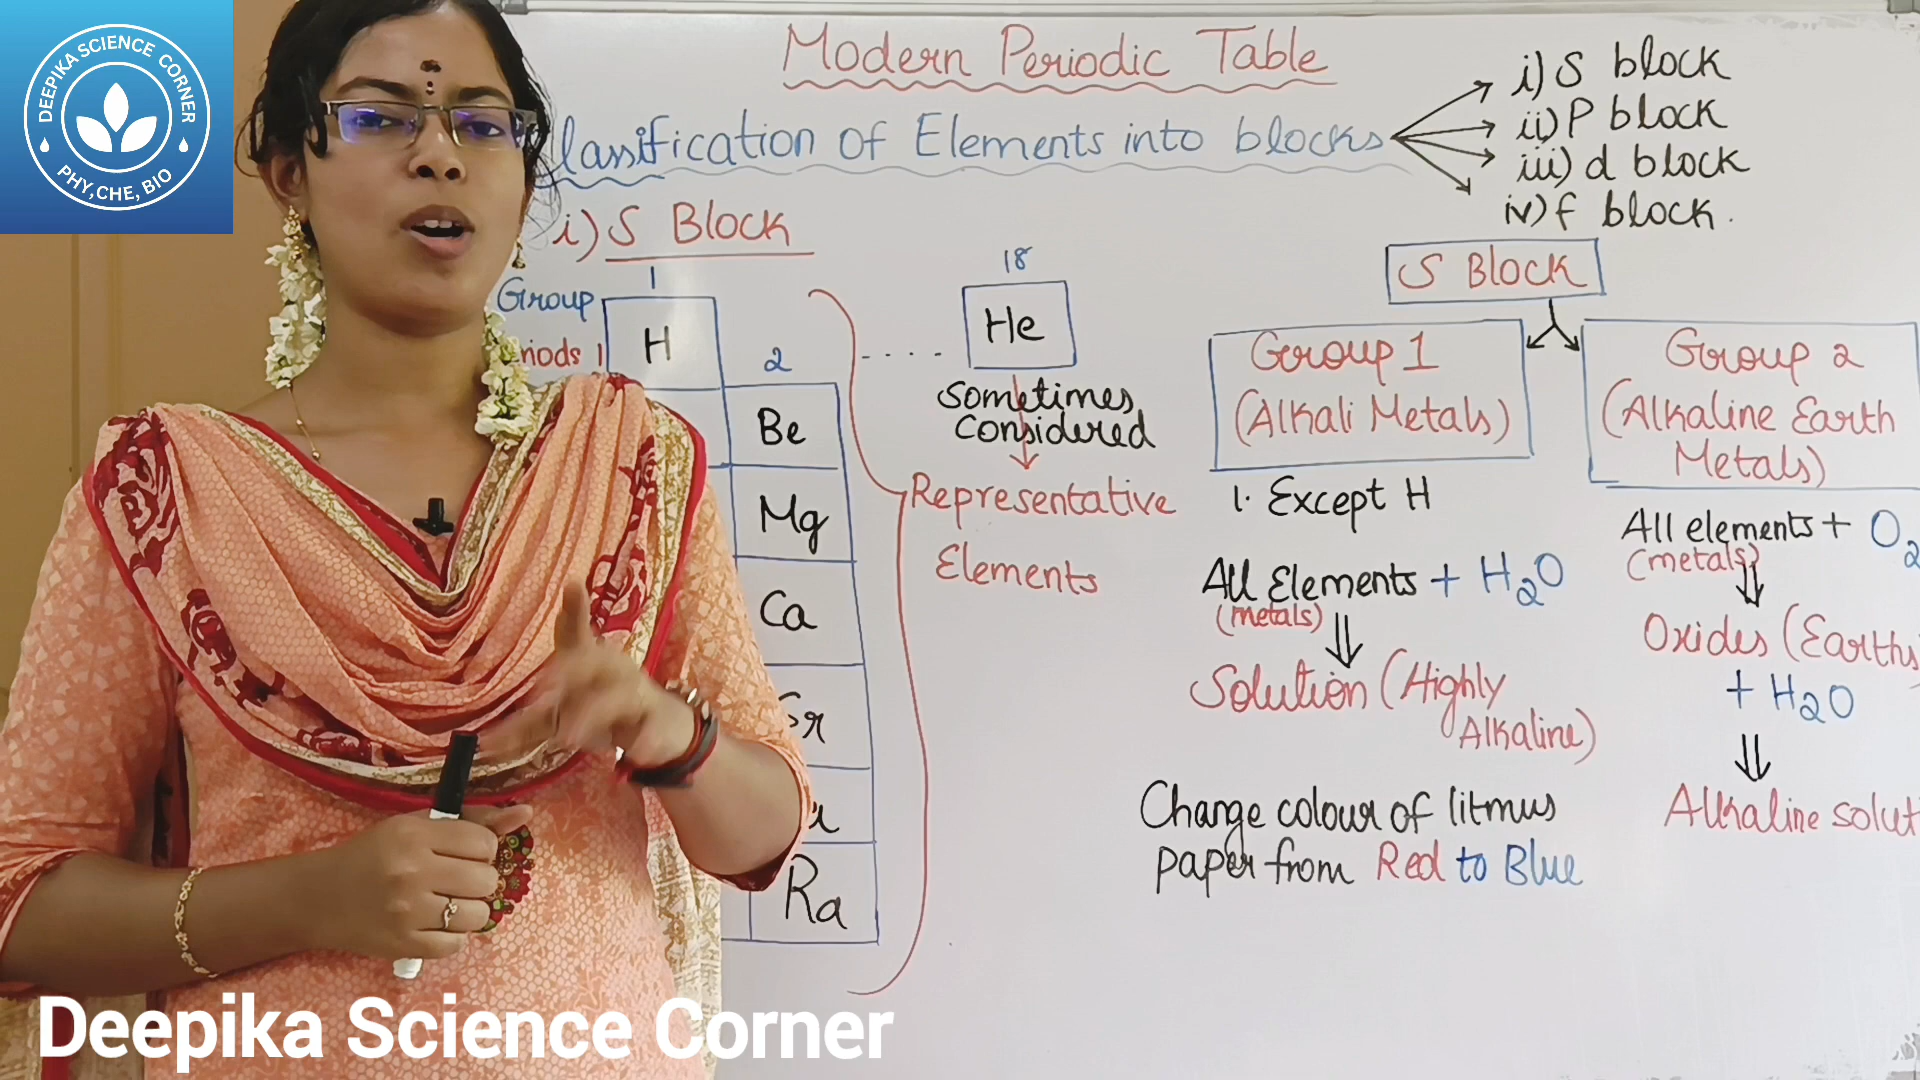 DEEPIKA SCIENCE CORNER
PHY, CHE, BIO
Modern Periodic Table
lassification of Elements into blocks
i) S block
ii) P block
iii) d block
iv) f block.
i) S Block
Group 1
18
riods 1
H
2
He
Be
Mg
Ca
Sr
Ra
Sometimes
Considered
Representative
Elements
S Block
Group 1
(Alkali Metals)
1. Except H
All Elements + H2O
(metals)
Solution (Highly
Alkaline)
Change colour of litmus
paper from Red to Blue
Group 2
(Alkaline Earth
Metals)
All elements + O2
(metals)
Oxides (Earths)
+ H2O
Alkaline solut
Deepika Science Corner